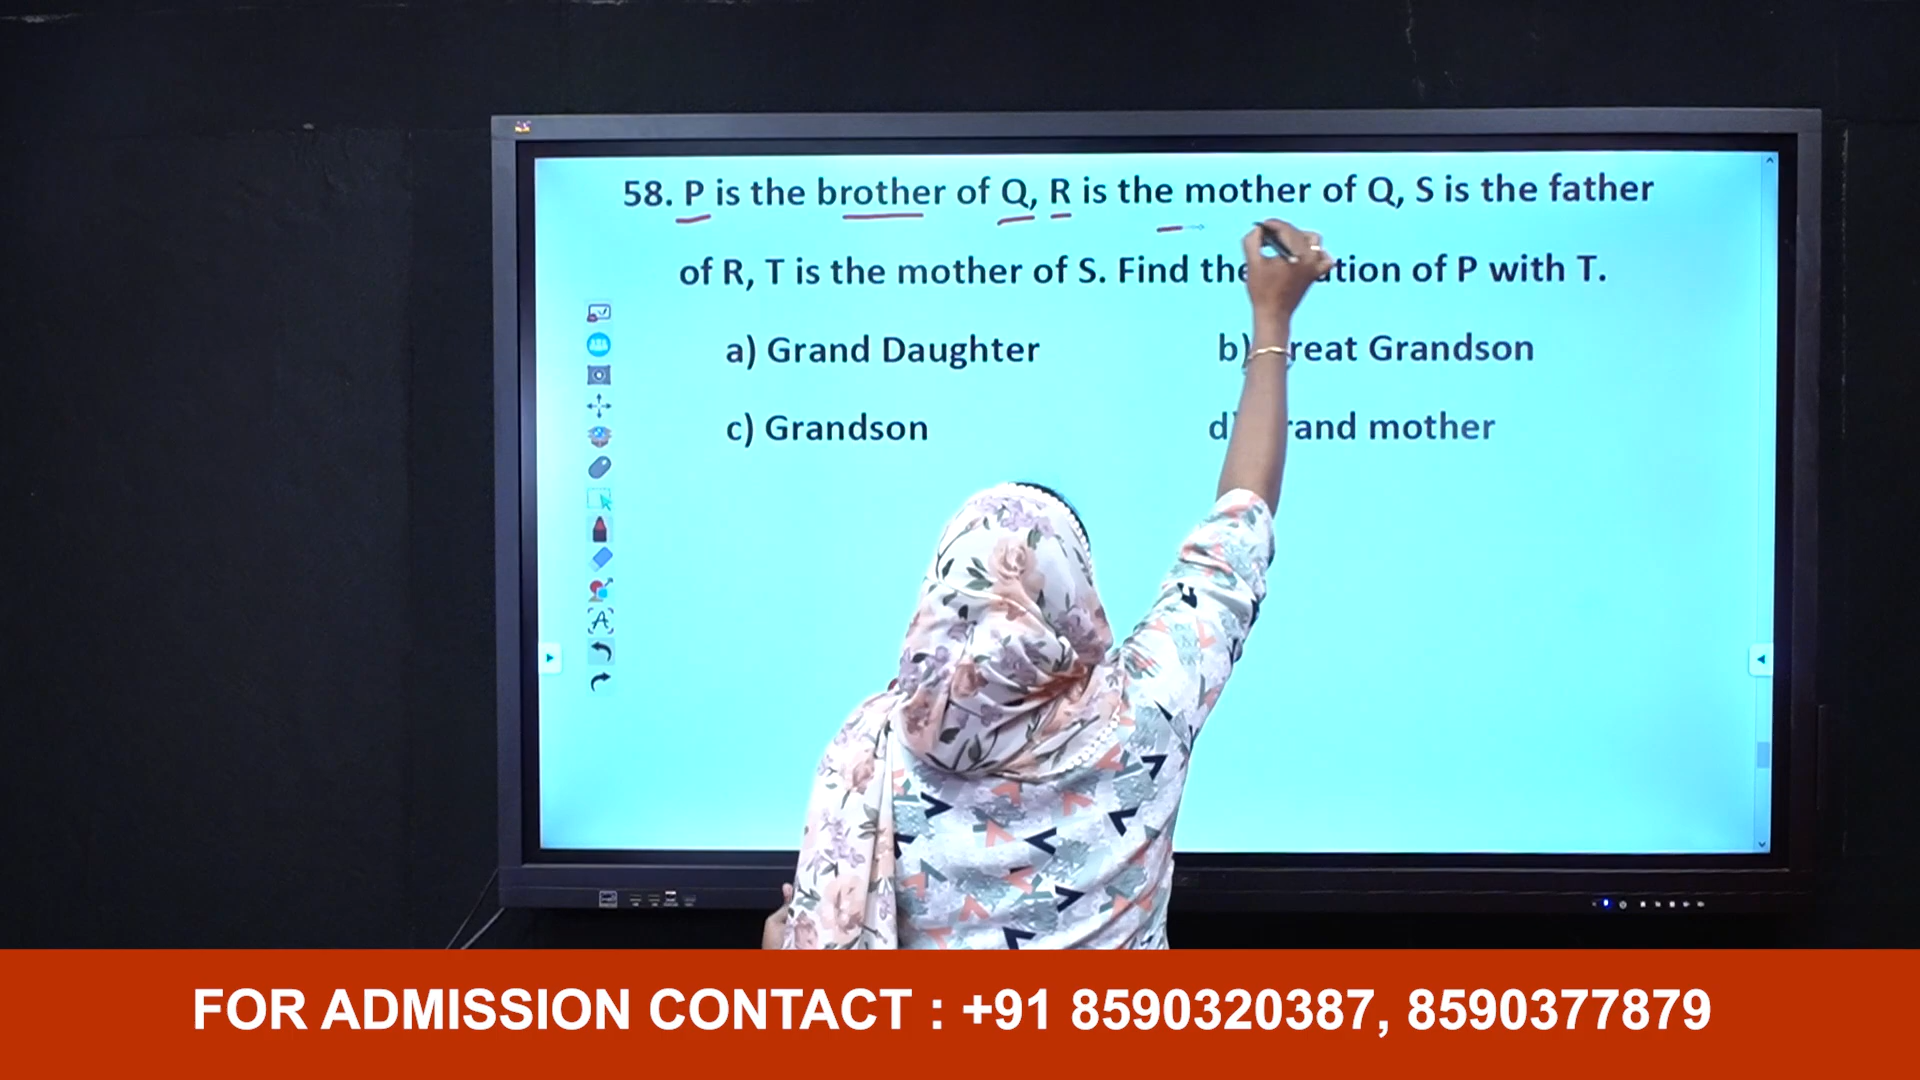 58. P is the brother of Q, R is the mother of Q, S is the father
of R, T is the mother of S. Find the tion of P with T.
a) Grand Daughter
b) reat Grandson
c) Grandson
d) rand mother
FOR ADMISSION CONTACT : +91 8590320387, 8590377879